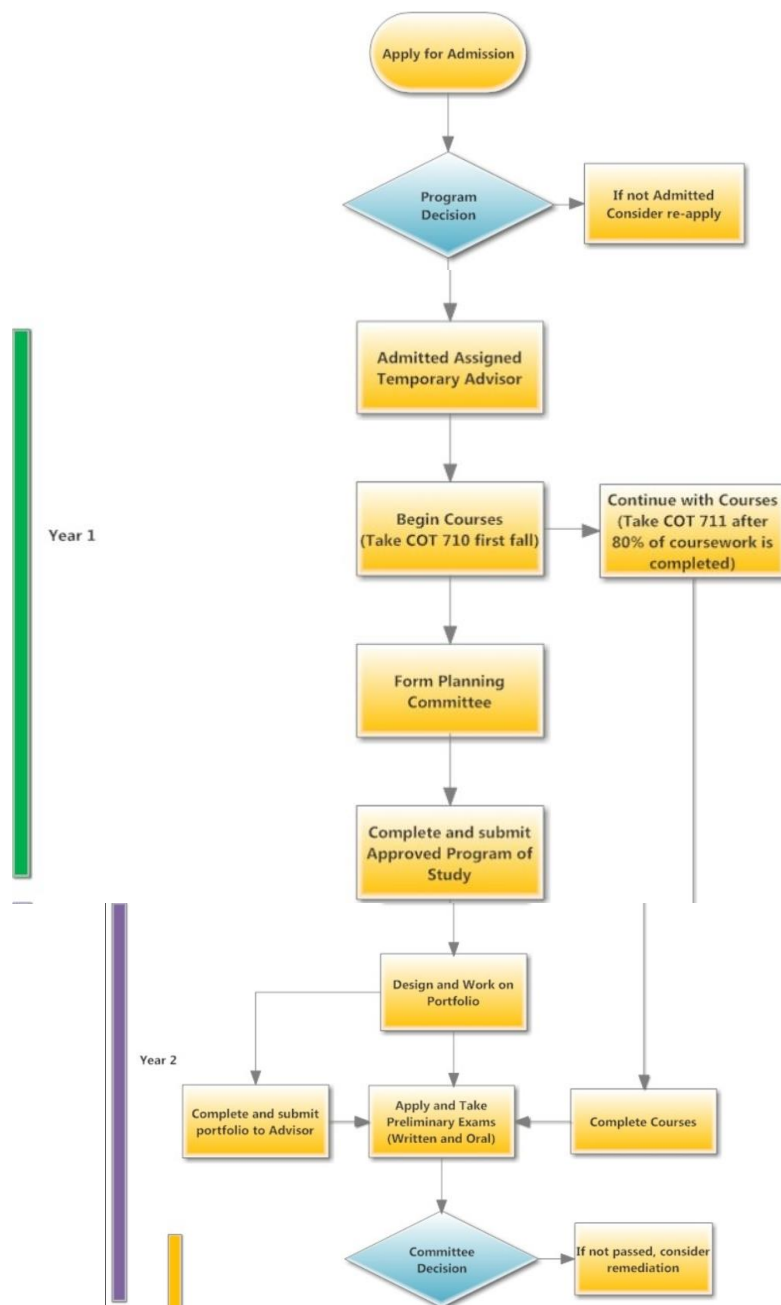 Apply for Admission
Program
Decision
If not Admitted
Consider re-apply
Admitted Assigned
Temporary Advisor
Year 1
Begin Courses
(Take COT 710 first fall)
Continue with Courses
(Take COT 711 after
80% of coursework is
completed)
Form Planning
Committee
Complete and submit
Approved Program of
Study
Design and Work on
Portfolio
Year 2
Complete and submit
portfolio to Advisor
Apply and Take
Preliminary Exams
(Written and Oral)
Complete Courses
Committee
Decision
If not passed, consider
remediation